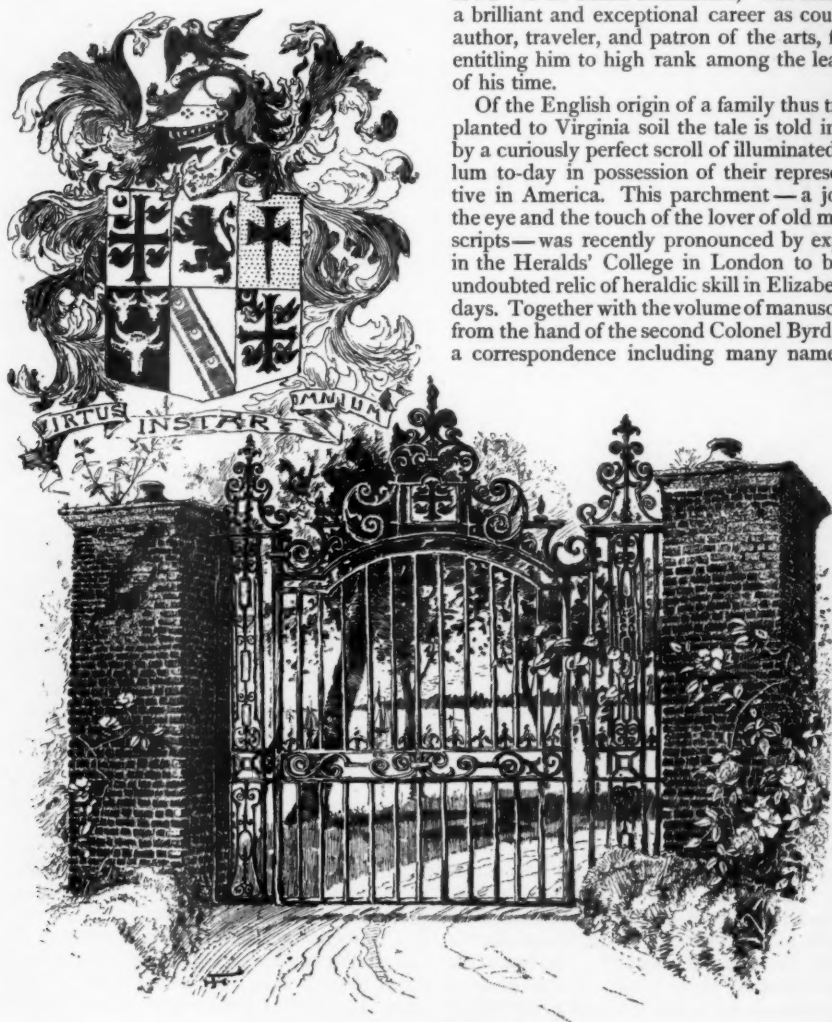 a brilliant and exceptional career as cou
author, traveler, and patron of the arts, f
entitling him to high rank among the lea
of his time.
Of the English origin of a family thus t
planted to Virginia soil the tale is told in
by a curiously perfect scroll of illuminated
lum to-day in possession of their represe
tive in America. This parchment — a jo
the eye and the touch of the lover of old m
scripts — was recently pronounced by ex
in the Heralds' College in London to b
undoubted relic of heraldic skill in Elizabe
days. Together with the volume of manusc
from the hand of the second Colonel Byrd
a correspondence including many name
VIRTUS INSTAR OMNIUM